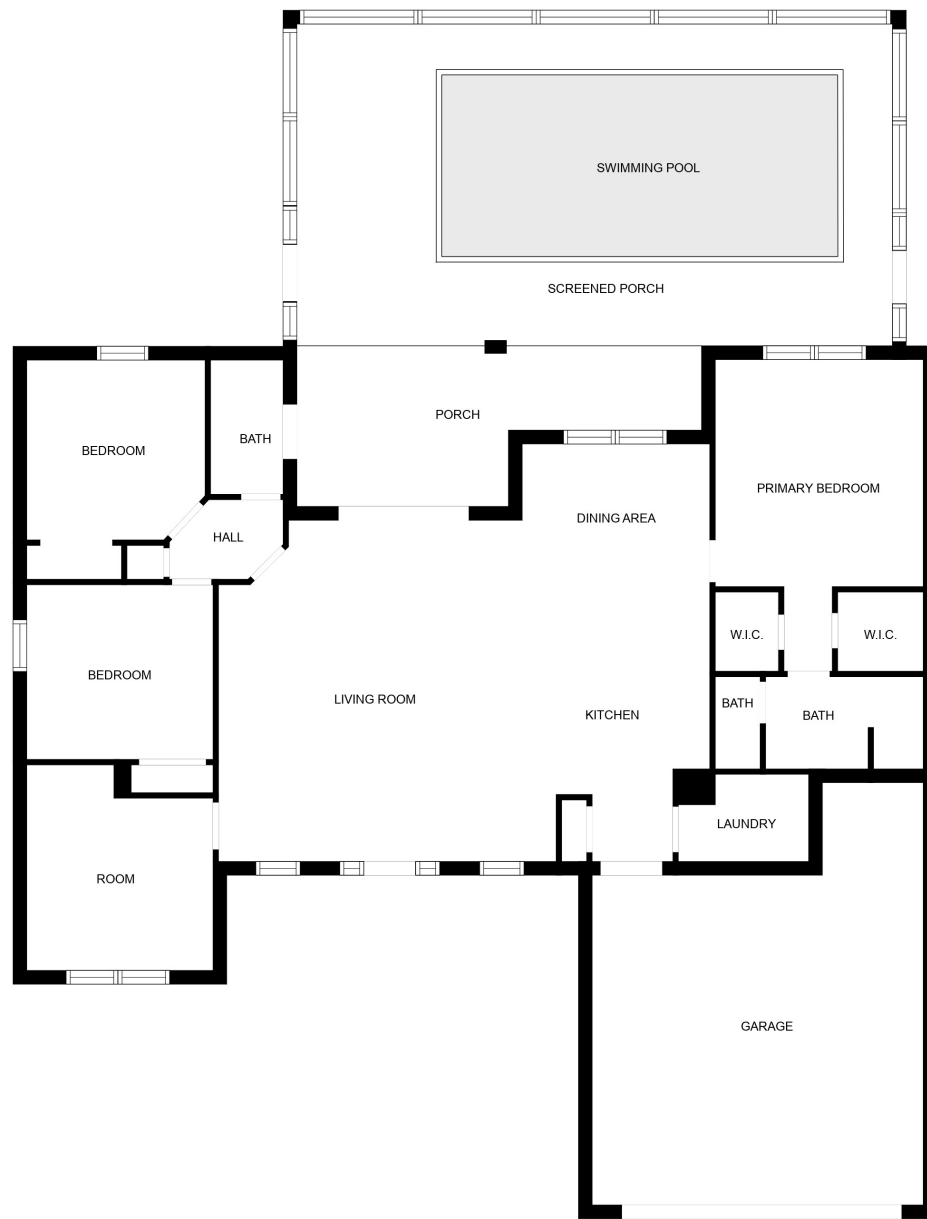 SWIMMING POOL
SCREENED PORCH
PORCH
BATH
BEDROOM
PRIMARY BEDROOM
DINING AREA
HALL
W.I.C.
W.I.C.
BEDROOM
LIVING ROOM
KITCHEN
BATH
BATH
LAUNDRY
ROOM
GARAGE